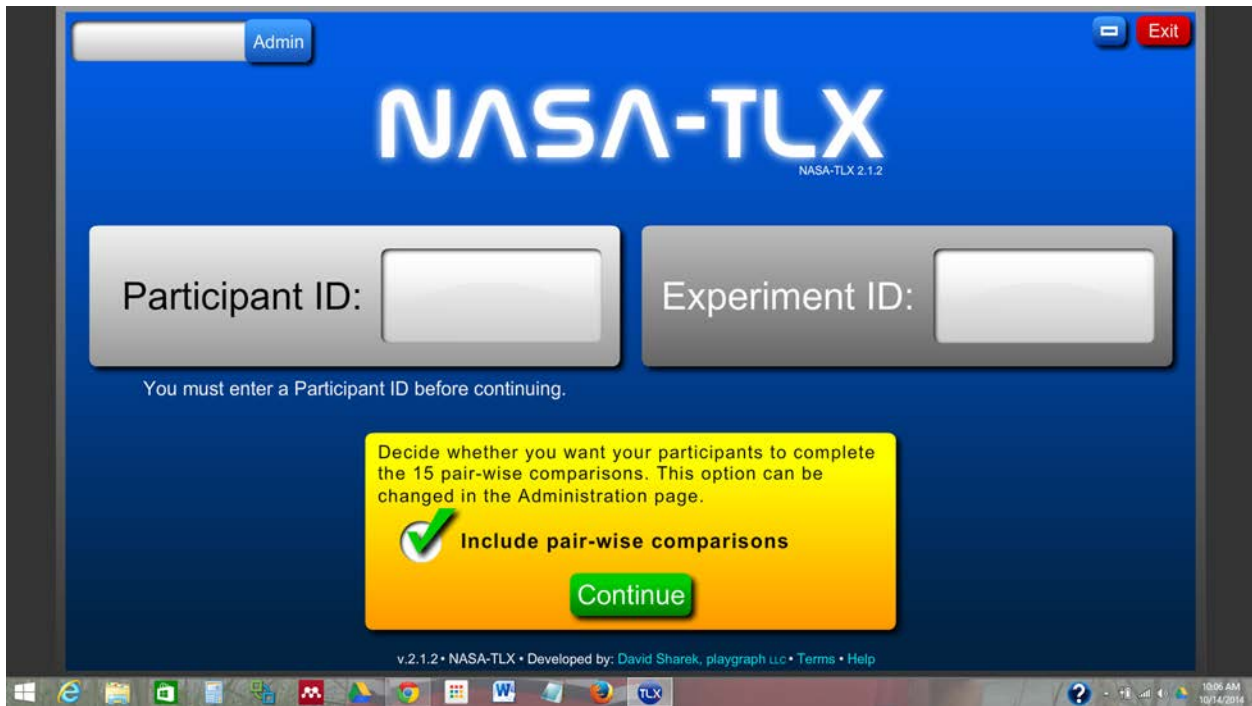 Admin
Exit
NASA-TLX
NASA-TLX 2.1.2
Participant ID:
Experiment ID:
You must enter a Participant ID before continuing.
Decide whether you want your participants to complete
the 15 pair-wise comparisons. This option can be
changed in the Administration page.
Include pair-wise comparisons
Continue
v.2.1.2 • NASA-TLX • Developed by: David Sharek, playgraph LLC • Terms • Help
TLX
10:06 AM
10/14/2014